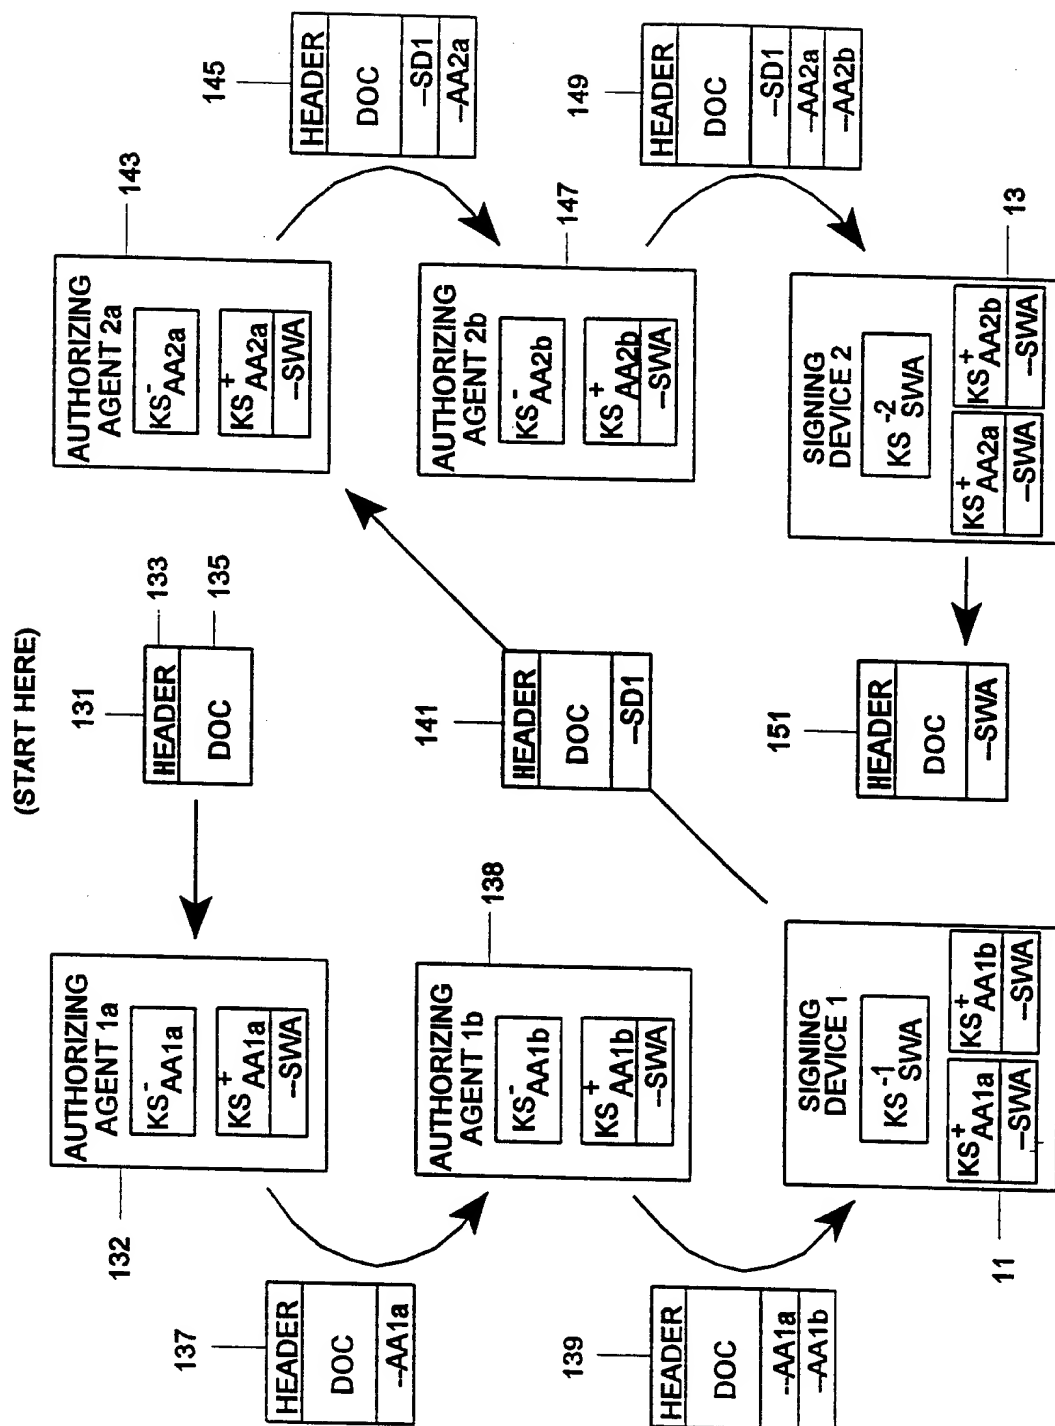 (START HERE)
131
HEADER
DOC
133
135
AUTHORIZING
AGENT 1a
KS⁻AA1a
KS⁺AA1a
--SWA
132
137
HEADER
DOC
--AA1a
AUTHORIZING
AGENT 1b
KS⁻AA1b
KS⁺AA1b
--SWA
138
139
HEADER
DOC
--AA1a
--AA1b
SIGNING
DEVICE 1
KS⁻¹SWA
KS⁺AA1a
--SWA
KS⁺AA1b
--SWA
11
141
HEADER
DOC
--SD1
AUTHORIZING
AGENT 2a
KS⁻AA2a
KS⁺AA2a
--SWA
143
145
HEADER
DOC
--SD1
--AA2a
AUTHORIZING
AGENT 2b
KS⁻AA2b
KS⁺AA2b
--SWA
147
149
HEADER
DOC
--SD1
--AA2a
--AA2b
SIGNING
DEVICE 2
KS⁻²SWA
KS⁺AA2a
--SWA
KS⁺AA2b
--SWA
13
151
HEADER
DOC
--SWA